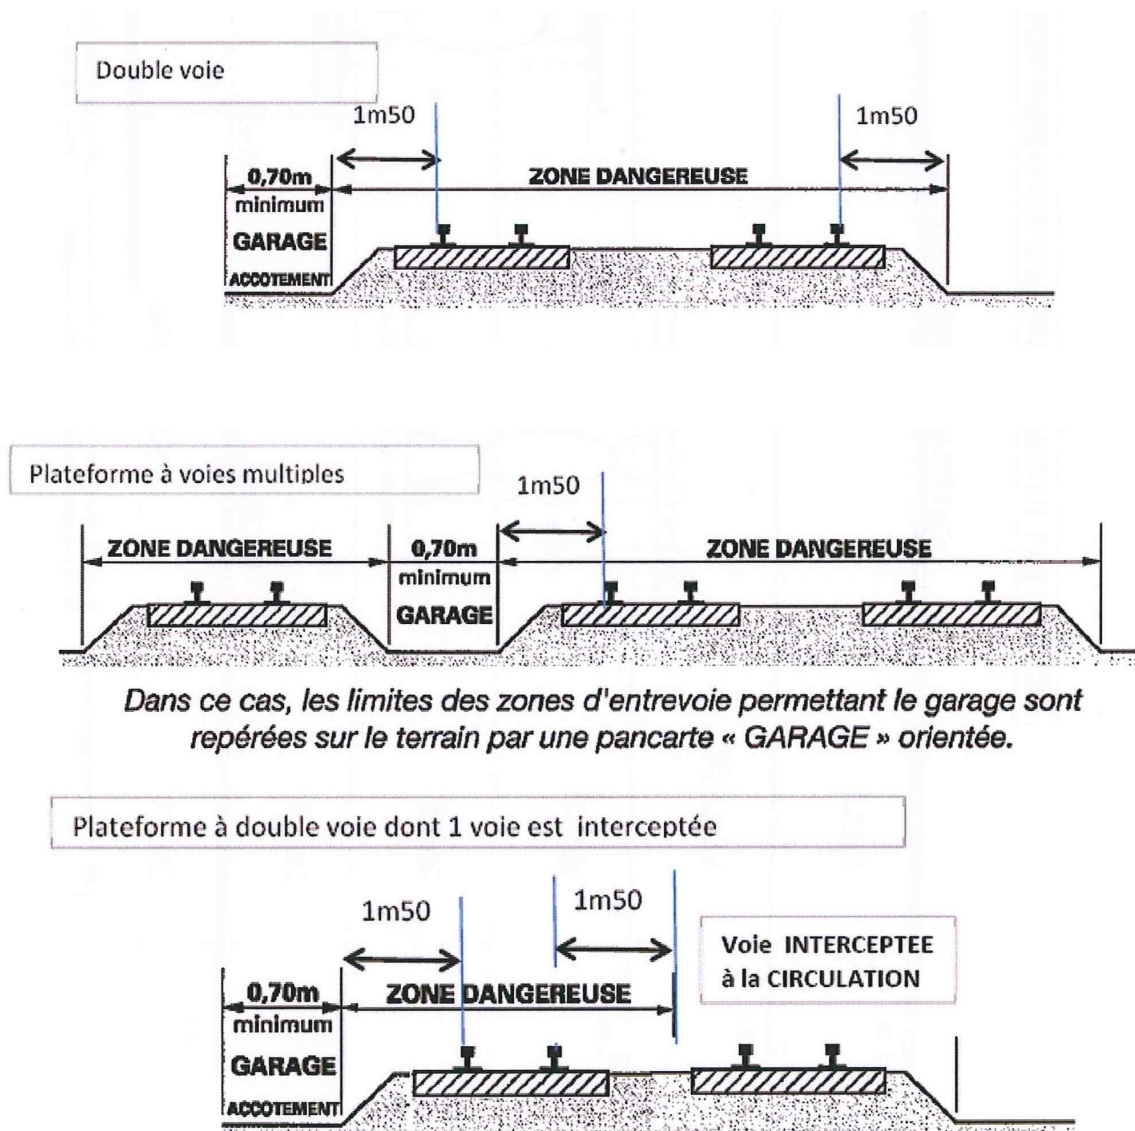 Double voie
1m50
1m50
0,70m
minimum
GARAGE
ACCOTEMENT
ZONE DANGEREUSE
Plateforme à voies multiples
1m50
ZONE DANGEREUSE
0,70m
minimum
GARAGE
ZONE DANGEREUSE
Dans ce cas, les limites des zones d'entrevoie permettant le garage sont
repérées sur le terrain par une pancarte « GARAGE » orientée.
Plateforme à double voie dont 1 voie est interceptée
1m50
1m50
Voie INTERCEPTEE
à la CIRCULATION
0,70m
minimum
GARAGE
ACCOTEMENT
ZONE DANGEREUSE